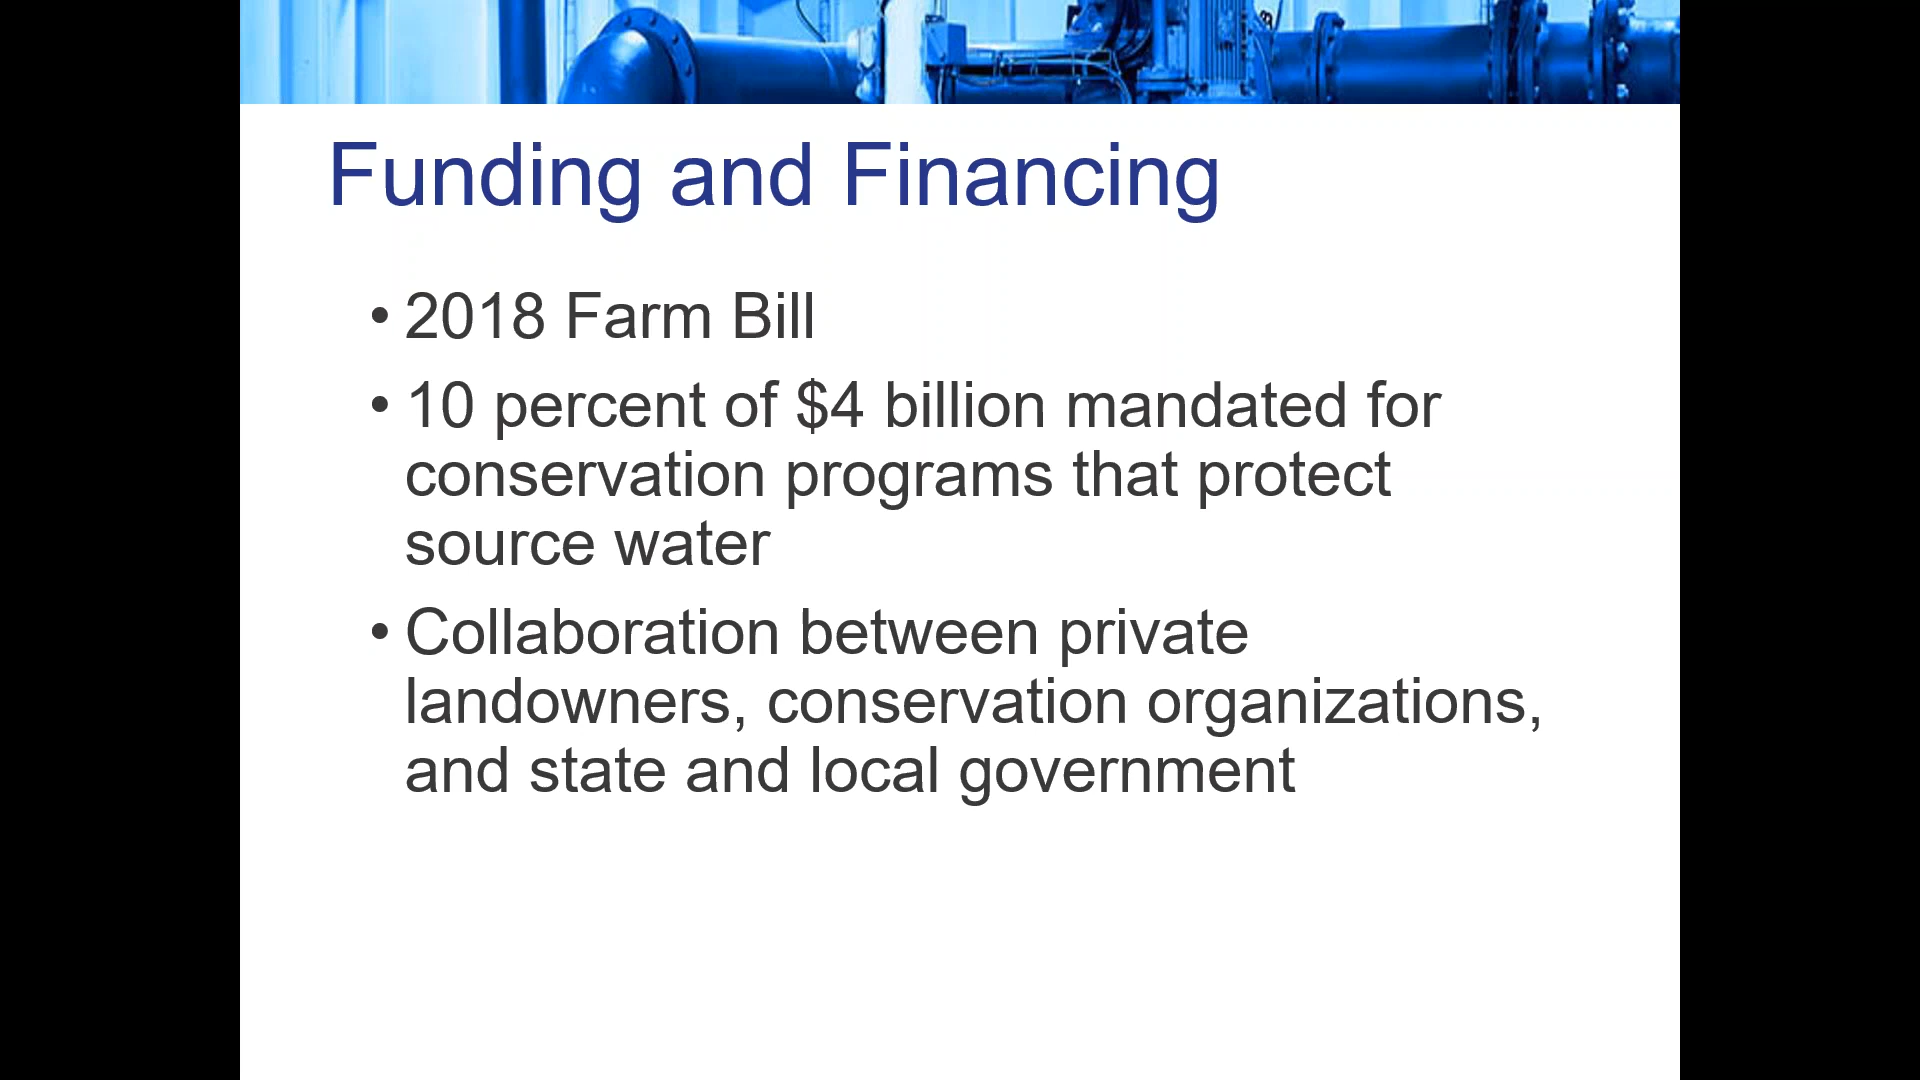 Funding and Financing
• 2018 Farm Bill
• 10 percent of $4 billion mandated for
conservation programs that protect
source water
• Collaboration between private
landowners, conservation organizations,
and state and local government